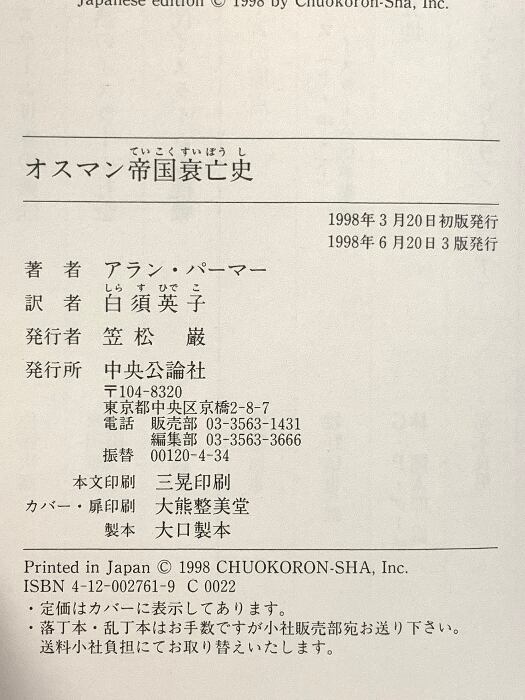 Japanese edition © 1998 by Chuokoron-Sha, Inc.
ていこくすいぼう し
オスマン帝国衰亡史
1998年3月20日初版発行
1998年6月20日3版発行
著 者 アラン・パーマー
しら す ひで こ
訳 者 白須英子
発行者 笠松 巌
発行所 中央公論社
〒104-8320
東京都中央区京橋2-8-7
電話 販売部 03-3563-1431
編集部 03-3563-3666
振替 00120-4-34
本文印刷 三晃印刷
カバー・扉印刷 大熊整美堂
製本 大口製本
Printed in Japan © 1998 CHUOKORON-SHA, Inc.
ISBN 4-12-002761-9 C 0022
・定価はカバーに表示してあります。
・落丁本・乱丁本はお手数ですが小社販売部宛お送り下さい。
送料小社負担にてお取り替えいたします。